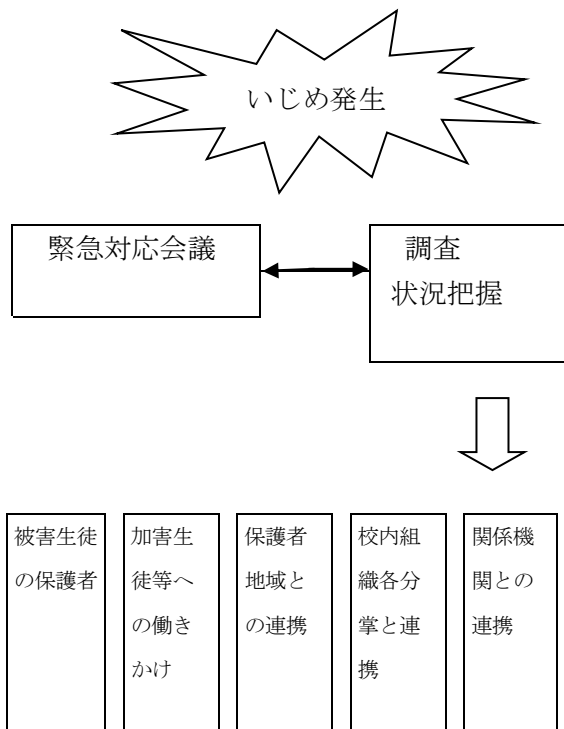 いじめ発生
緊急対応会議
調査
状況把握
被害生徒
の保護者
加害生
徒等へ
の働き
かけ
保護者
地域と
の連携
校内組
織各分
掌と連
携
関係機
関との
連携